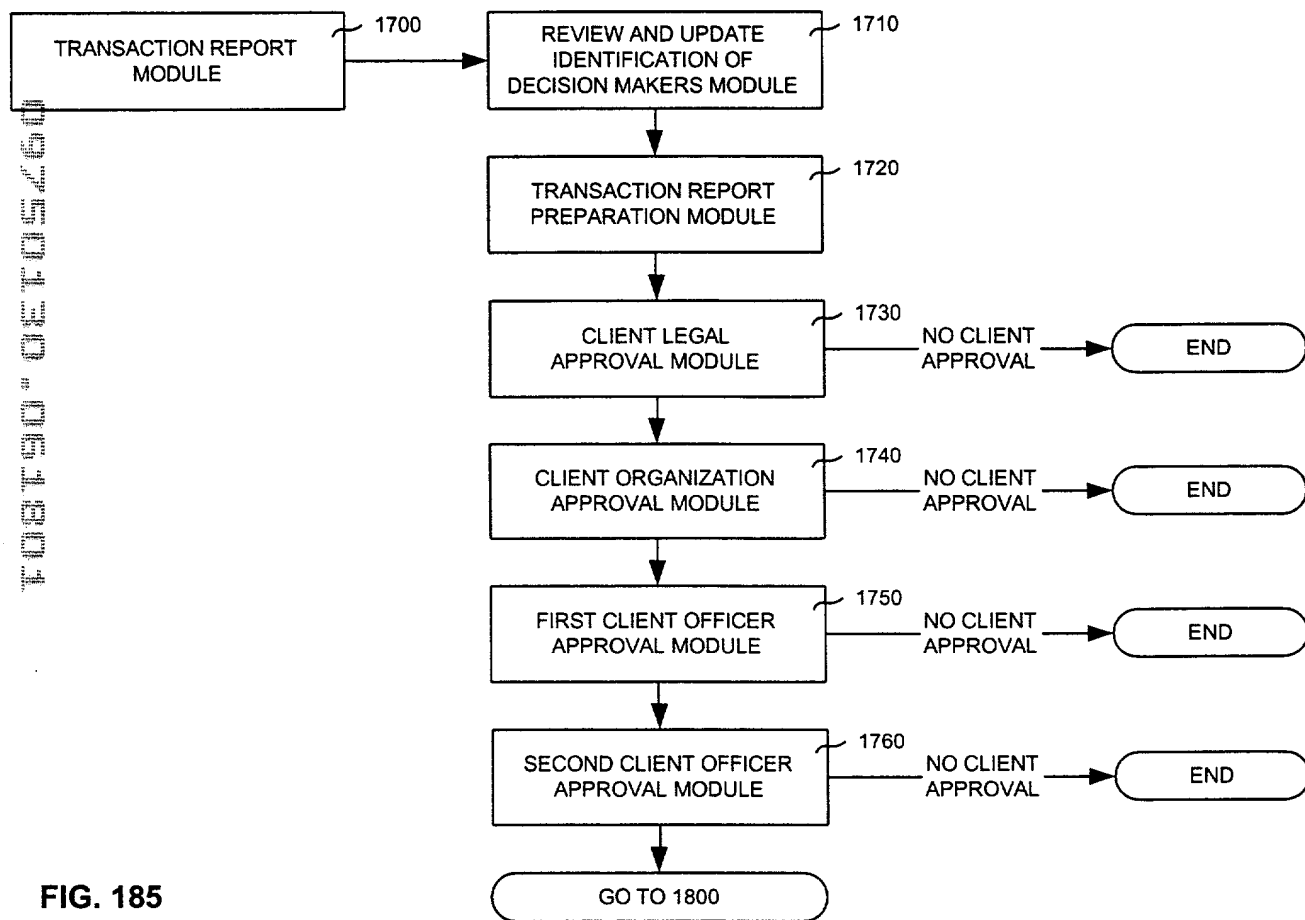 TRANSACTION REPORT
MODULE
1700
REVIEW AND UPDATE
IDENTIFICATION OF
DECISION MAKERS MODULE
1710
TRANSACTION REPORT
PREPARATION MODULE
1720
CLIENT LEGAL
APPROVAL MODULE
1730
NO CLIENT
APPROVAL
END
CLIENT ORGANIZATION
APPROVAL MODULE
1740
NO CLIENT
APPROVAL
END
FIRST CLIENT OFFICER
APPROVAL MODULE
1750
NO CLIENT
APPROVAL
END
SECOND CLIENT OFFICER
APPROVAL MODULE
1760
NO CLIENT
APPROVAL
END
GO TO 1800
FIG. 185